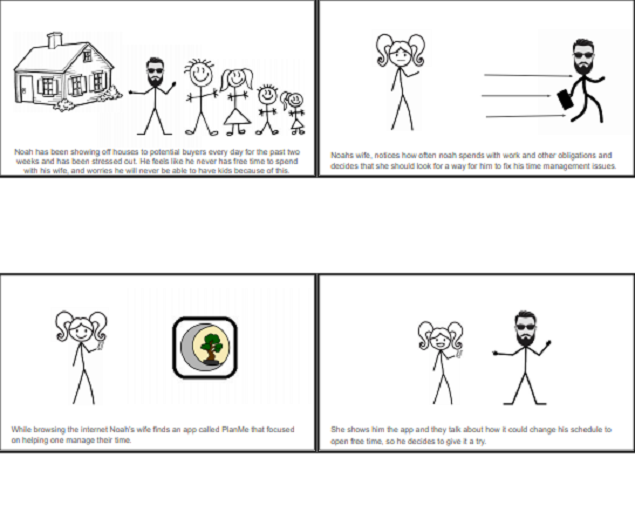 Noah has been showing off houses to potential buyers every day for the past two
weeks and has been stressed out. He feels like he never has free time to spend
with his wife, and worries he will never be able to have kids because of this.
Noahs wife, notices how often noah spends with work and other obligations and
decides that she should look for a way for him to fix his time management issues.
While browsing the internet Noah's wife finds an app called PlanMe that focused
on helping one manage their time.
She shows him the app and they talk about how it could change his schedule to
open free time, so he decides to give it a try.